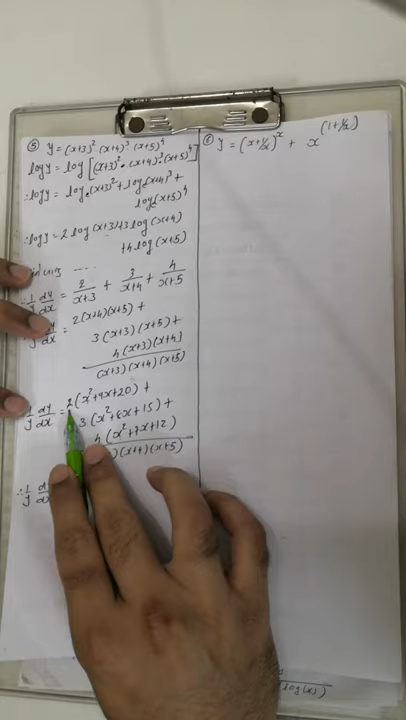 ⑤ y = (x+3)² (x+4)³ (x+5)⁴
log y = log [(x+3)² · (x+4)³ · (x+5)⁴]
∴ log y = log (x+3)² + log (x+4)³ +
log (x+5)⁴
∴ log y = 2 log (x+3) + 3 log (x+4)
+ 4 log (x+5)
∴ 1/y dy/dx = 2/(x+3) + 3/(x+4) + 4/(x+5)
dy/dx = 2(x+4)(x+5) +
3(x+3)(x+5) +
4(x+3)(x+4)
(x+3)(x+4)(x+5)
1/y dy/dx = 2(x²+9x+20) +
3(x²+8x+15) +
4(x²+7x+12)
)(x+4)(x+5)
∴ 1/y d
⑥ y = (x+1/x)^x + x^(1+1/x)
log(x)